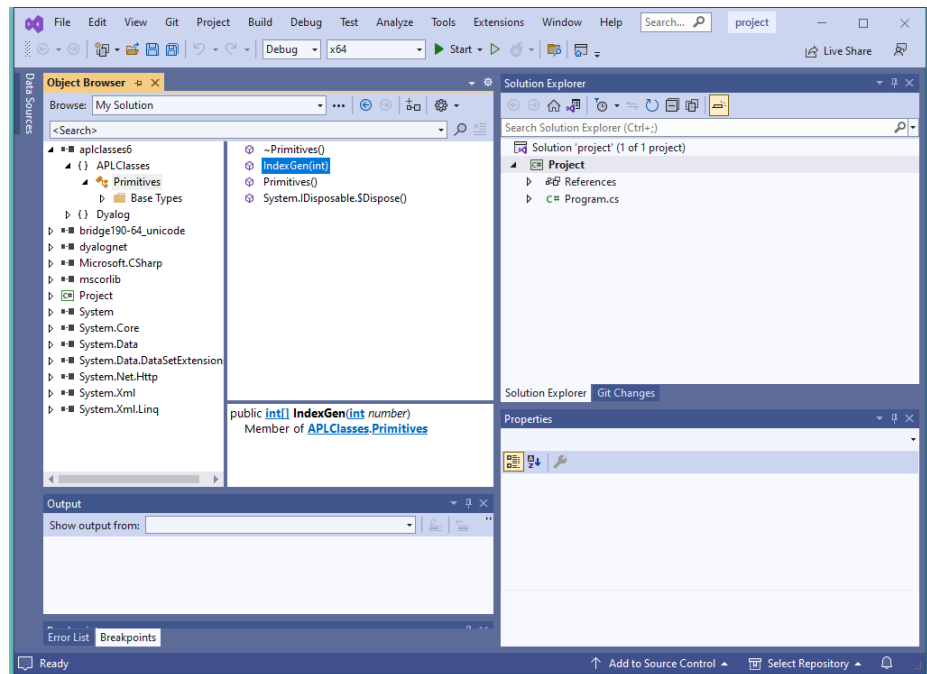 File Edit View Git Project Build Debug Test Analyze Tools Extensions Window Help Search... project
Debug x64 Start Live Share
Data Sources
Object Browser
Browse: My Solution
<Search>
aplclasses6
{ } APLClasses
Primitives
Base Types
{ } Dyalog
bridge190-64_unicode
dyalognet
Microsoft.CSharp
mscorlib
C# Project
System
System.Core
System.Data
System.Data.DataSetExtension
System.Net.Http
System.Xml
System.Xml.Linq
~Primitives()
IndexGen(int)
Primitives()
System.IDisposable.$Dispose()
public int[] IndexGen(int number)
Member of APLClasses.Primitives
Output
Show output from:
Error List Breakpoints
Solution Explorer
Search Solution Explorer (Ctrl+;)
Solution 'project' (1 of 1 project)
C# Project
References
C# Program.cs
Solution Explorer Git Changes
Properties
Ready Add to Source Control Select Repository